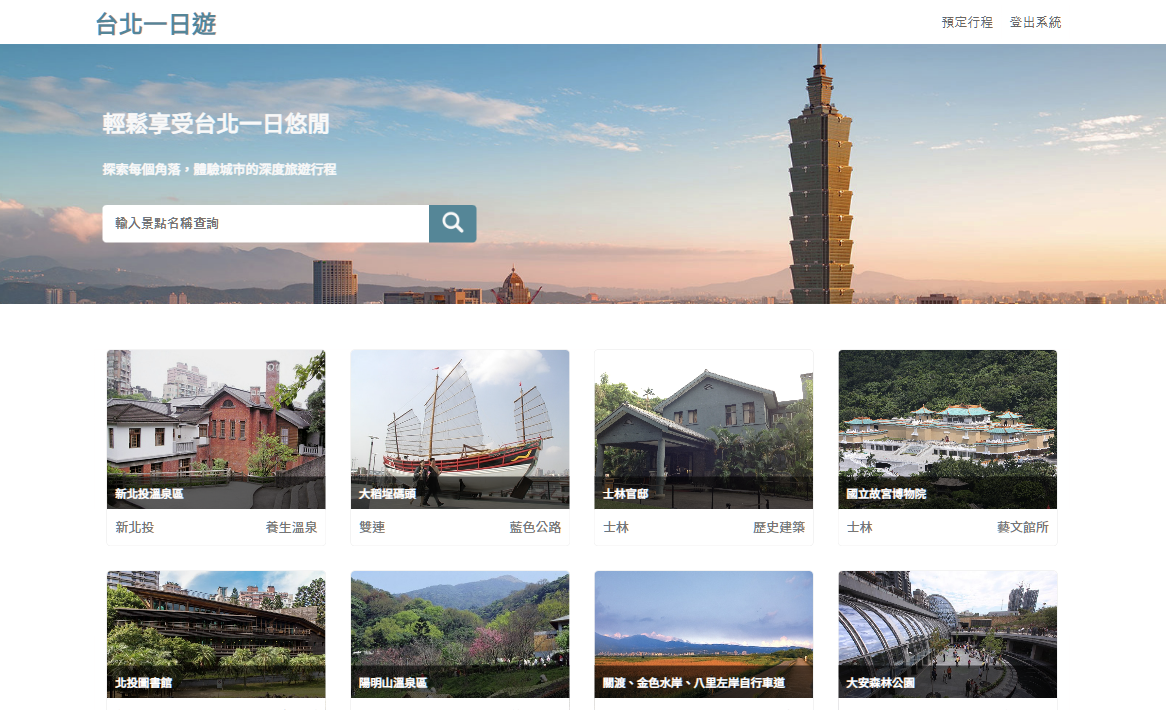 台北一日遊
預定行程 登出系統
輕鬆享受台北一日悠閒
探索每個角落，體驗城市的深度旅遊行程
輸入景點名稱查詢
新北投溫泉區
新北投 養生溫泉
大稻埕碼頭
雙連 藍色公路
士林官邸
士林 歷史建築
國立故宮博物院
士林 藝文館所
北投圖書館
陽明山溫泉區
關渡、金色水岸、八里左岸自行車道
大安森林公園